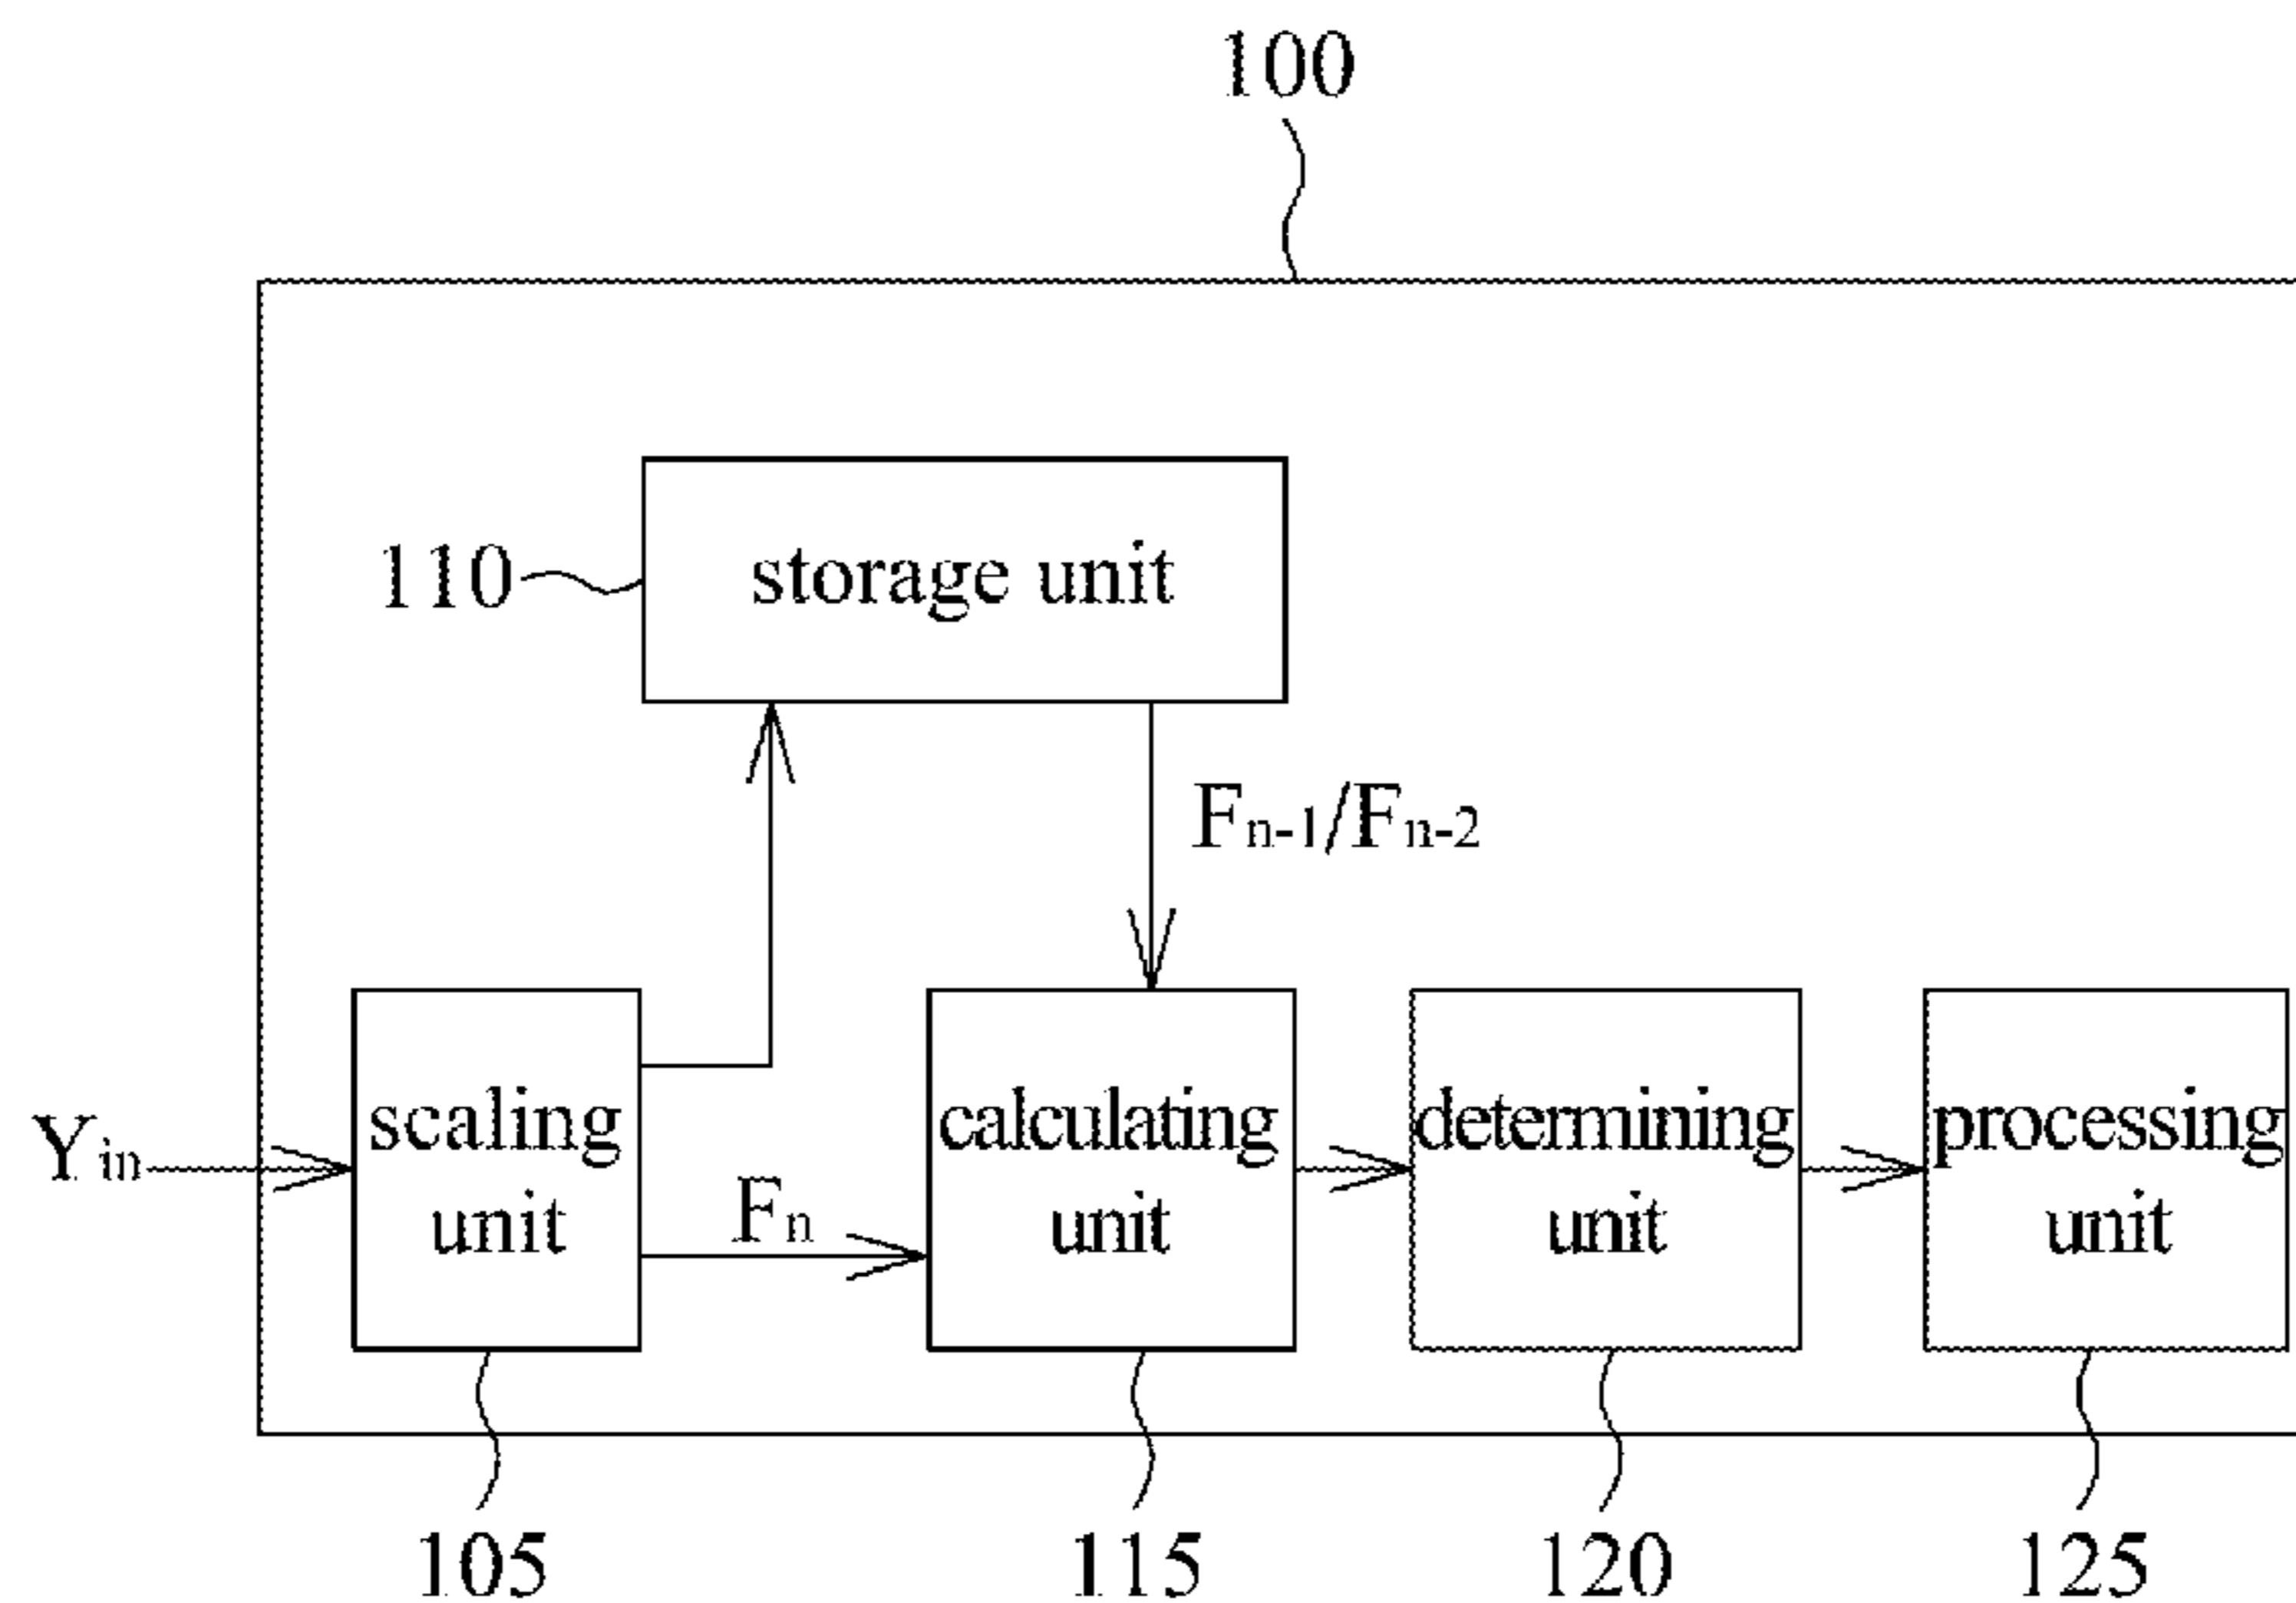 100
110
storage unit
Fn-1/Fn-2
Yin
scaling
unit
Fn
calculating
unit
determining
unit
processing
unit
105
115
120
125